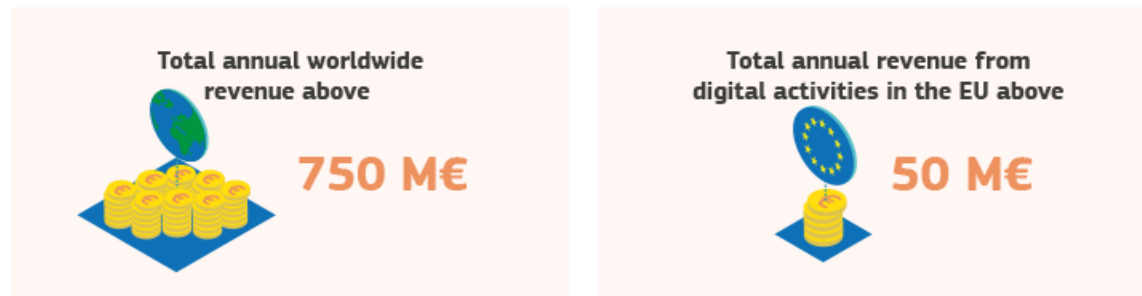 Total annual worldwide
revenue above
750 M€
Total annual revenue from
digital activities in the EU above
50 M€